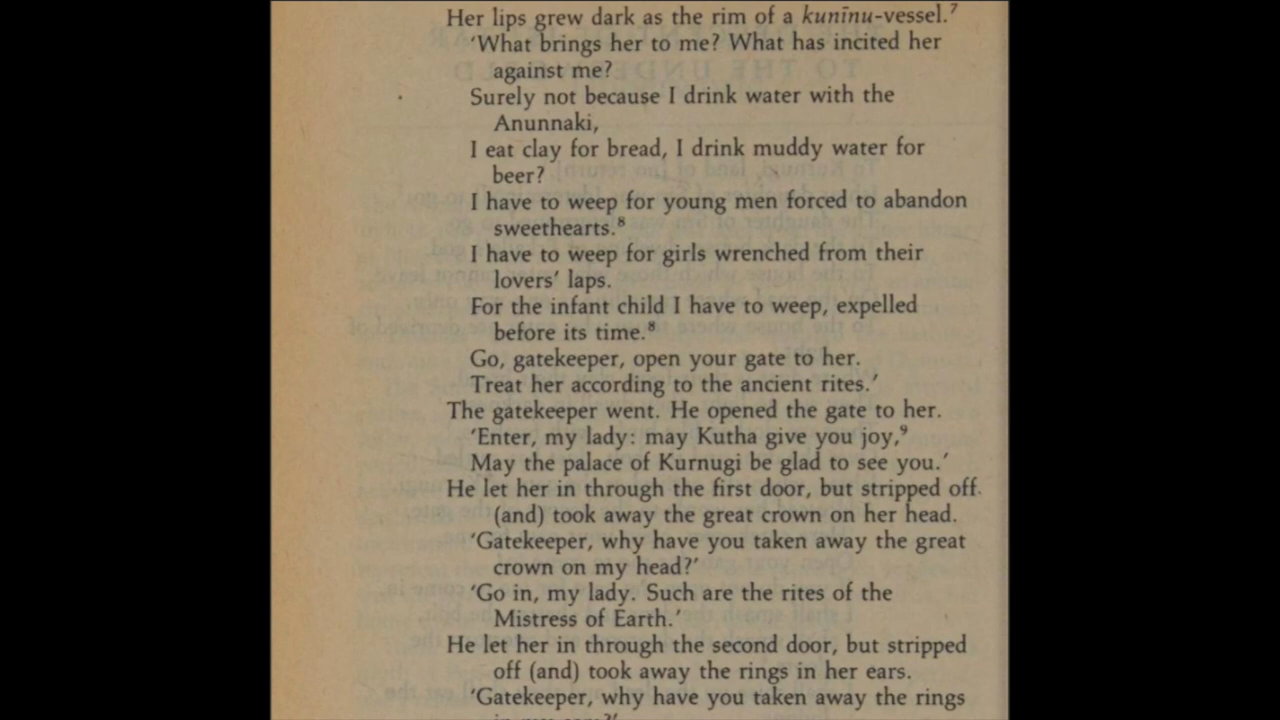 Her lips grew dark as the rim of a kunīnu-vessel.⁷
‘What brings her to me? What has incited her
against me?
Surely not because I drink water with the
Anunnaki,
I eat clay for bread, I drink muddy water for
beer?
I have to weep for young men forced to abandon
sweethearts.⁸
I have to weep for girls wrenched from their
lovers’ laps.
For the infant child I have to weep, expelled
before its time.⁸
Go, gatekeeper, open your gate to her.
Treat her according to the ancient rites.’
The gatekeeper went. He opened the gate to her.
‘Enter, my lady: may Kutha give you joy,⁹
May the palace of Kurnugi be glad to see you.’
He let her in through the first door, but stripped off
(and) took away the great crown on her head.
‘Gatekeeper, why have you taken away the great
crown on my head?’
‘Go in, my lady. Such are the rites of the
Mistress of Earth.’
He let her in through the second door, but stripped
off (and) took away the rings in her ears.
‘Gatekeeper, why have you taken away the rings